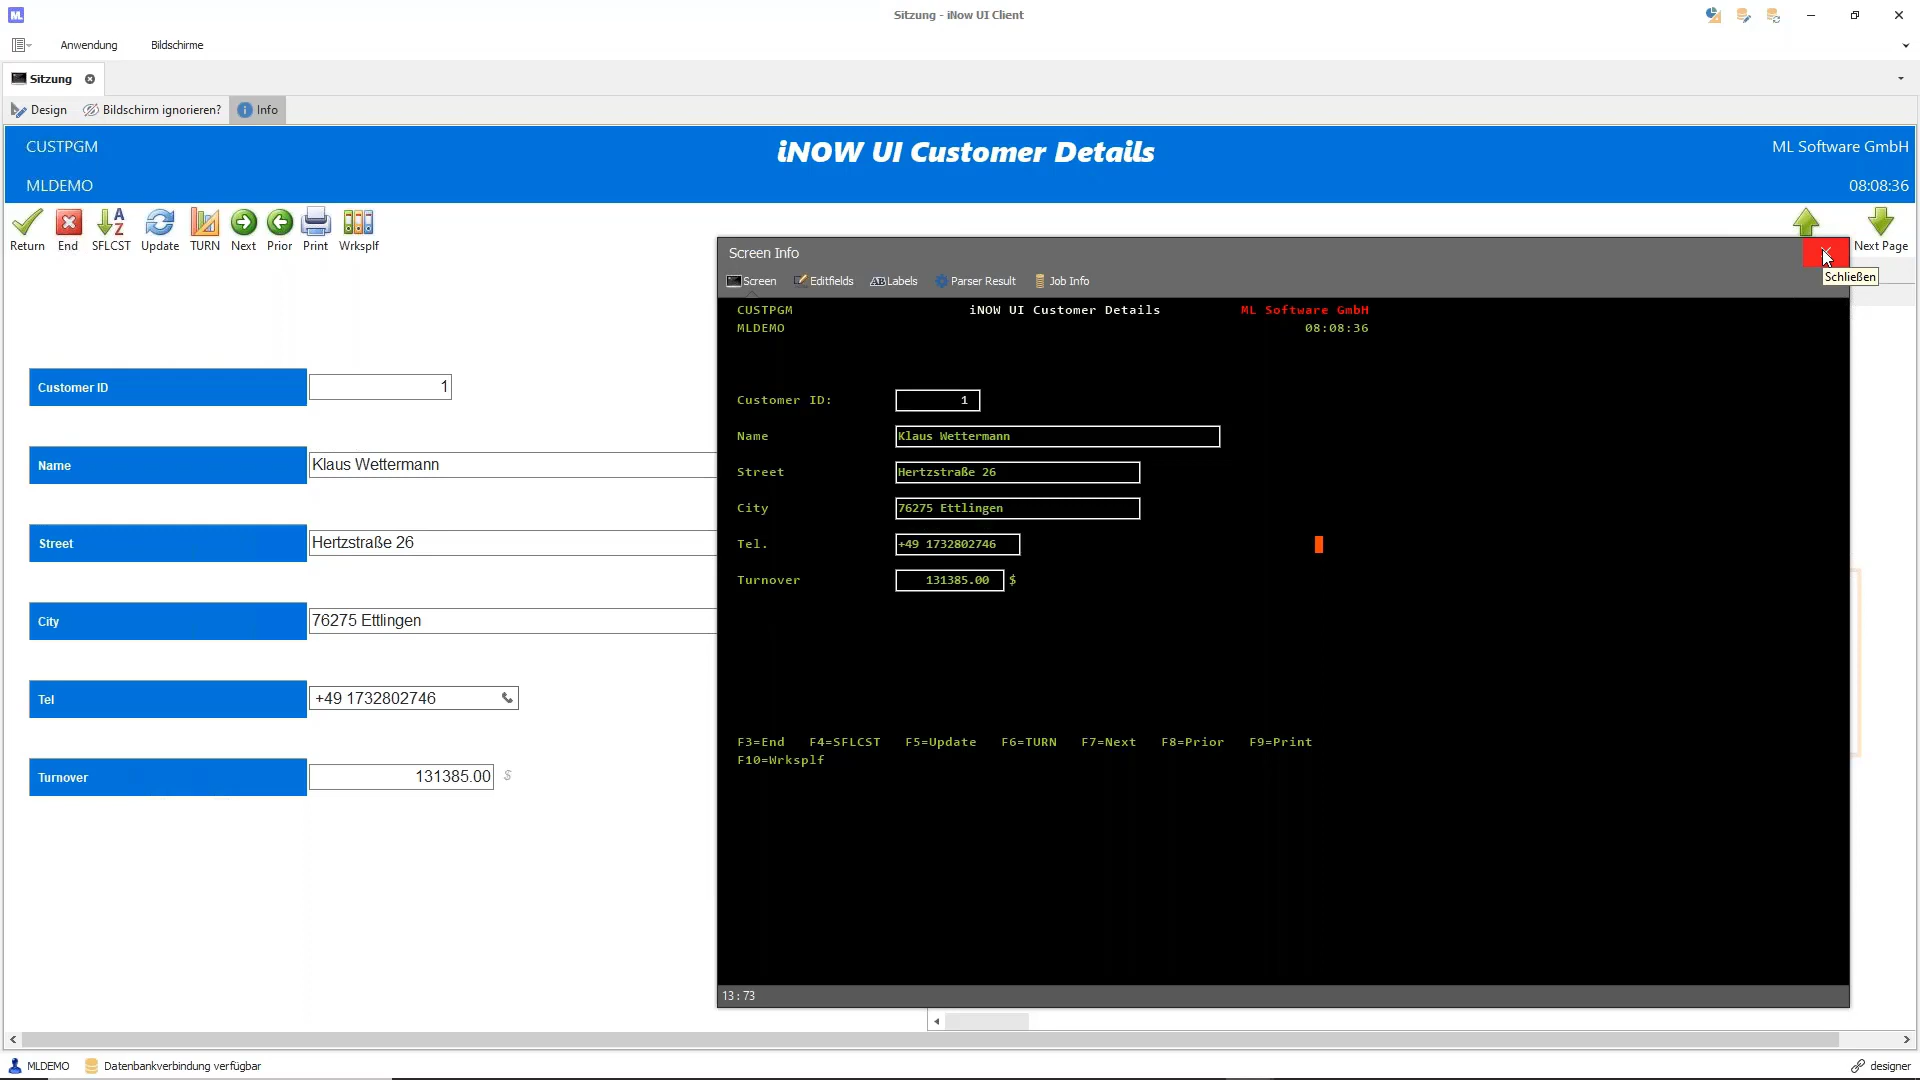 Sitzung - iNow UI Client
Anwendung Bildschirme
Sitzung
Design Bildschirm ignorieren? Info
CUSTPGM iNOW UI Customer Details ML Software GmbH
MLDEMO 08:08:36
Return End SFLCST Update TURN Next Prior Print Wrksplf Next Page
Customer ID 1
Name Klaus Wettermann
Street Hertzstraße 26
City 76275 Ettlingen
Tel +49 1732802746
Turnover 131385.00 $
Screen Info
Schließen
Screen Editfields Labels Parser Result Job Info
CUSTPGM iNOW UI Customer Details ML Software GmbH
MLDEMO 08:08:36
Customer ID: 1
Name Klaus Wettermann
Street Hertzstraße 26
City 76275 Ettlingen
Tel. +49 1732802746
Turnover 131385.00 $
F3=End F4=SFLCST F5=Update F6=TURN F7=Next F8=Prior F9=Print
F10=Wrksplf
13:73
MLDEMO Datenbankverbindung verfügbar designer